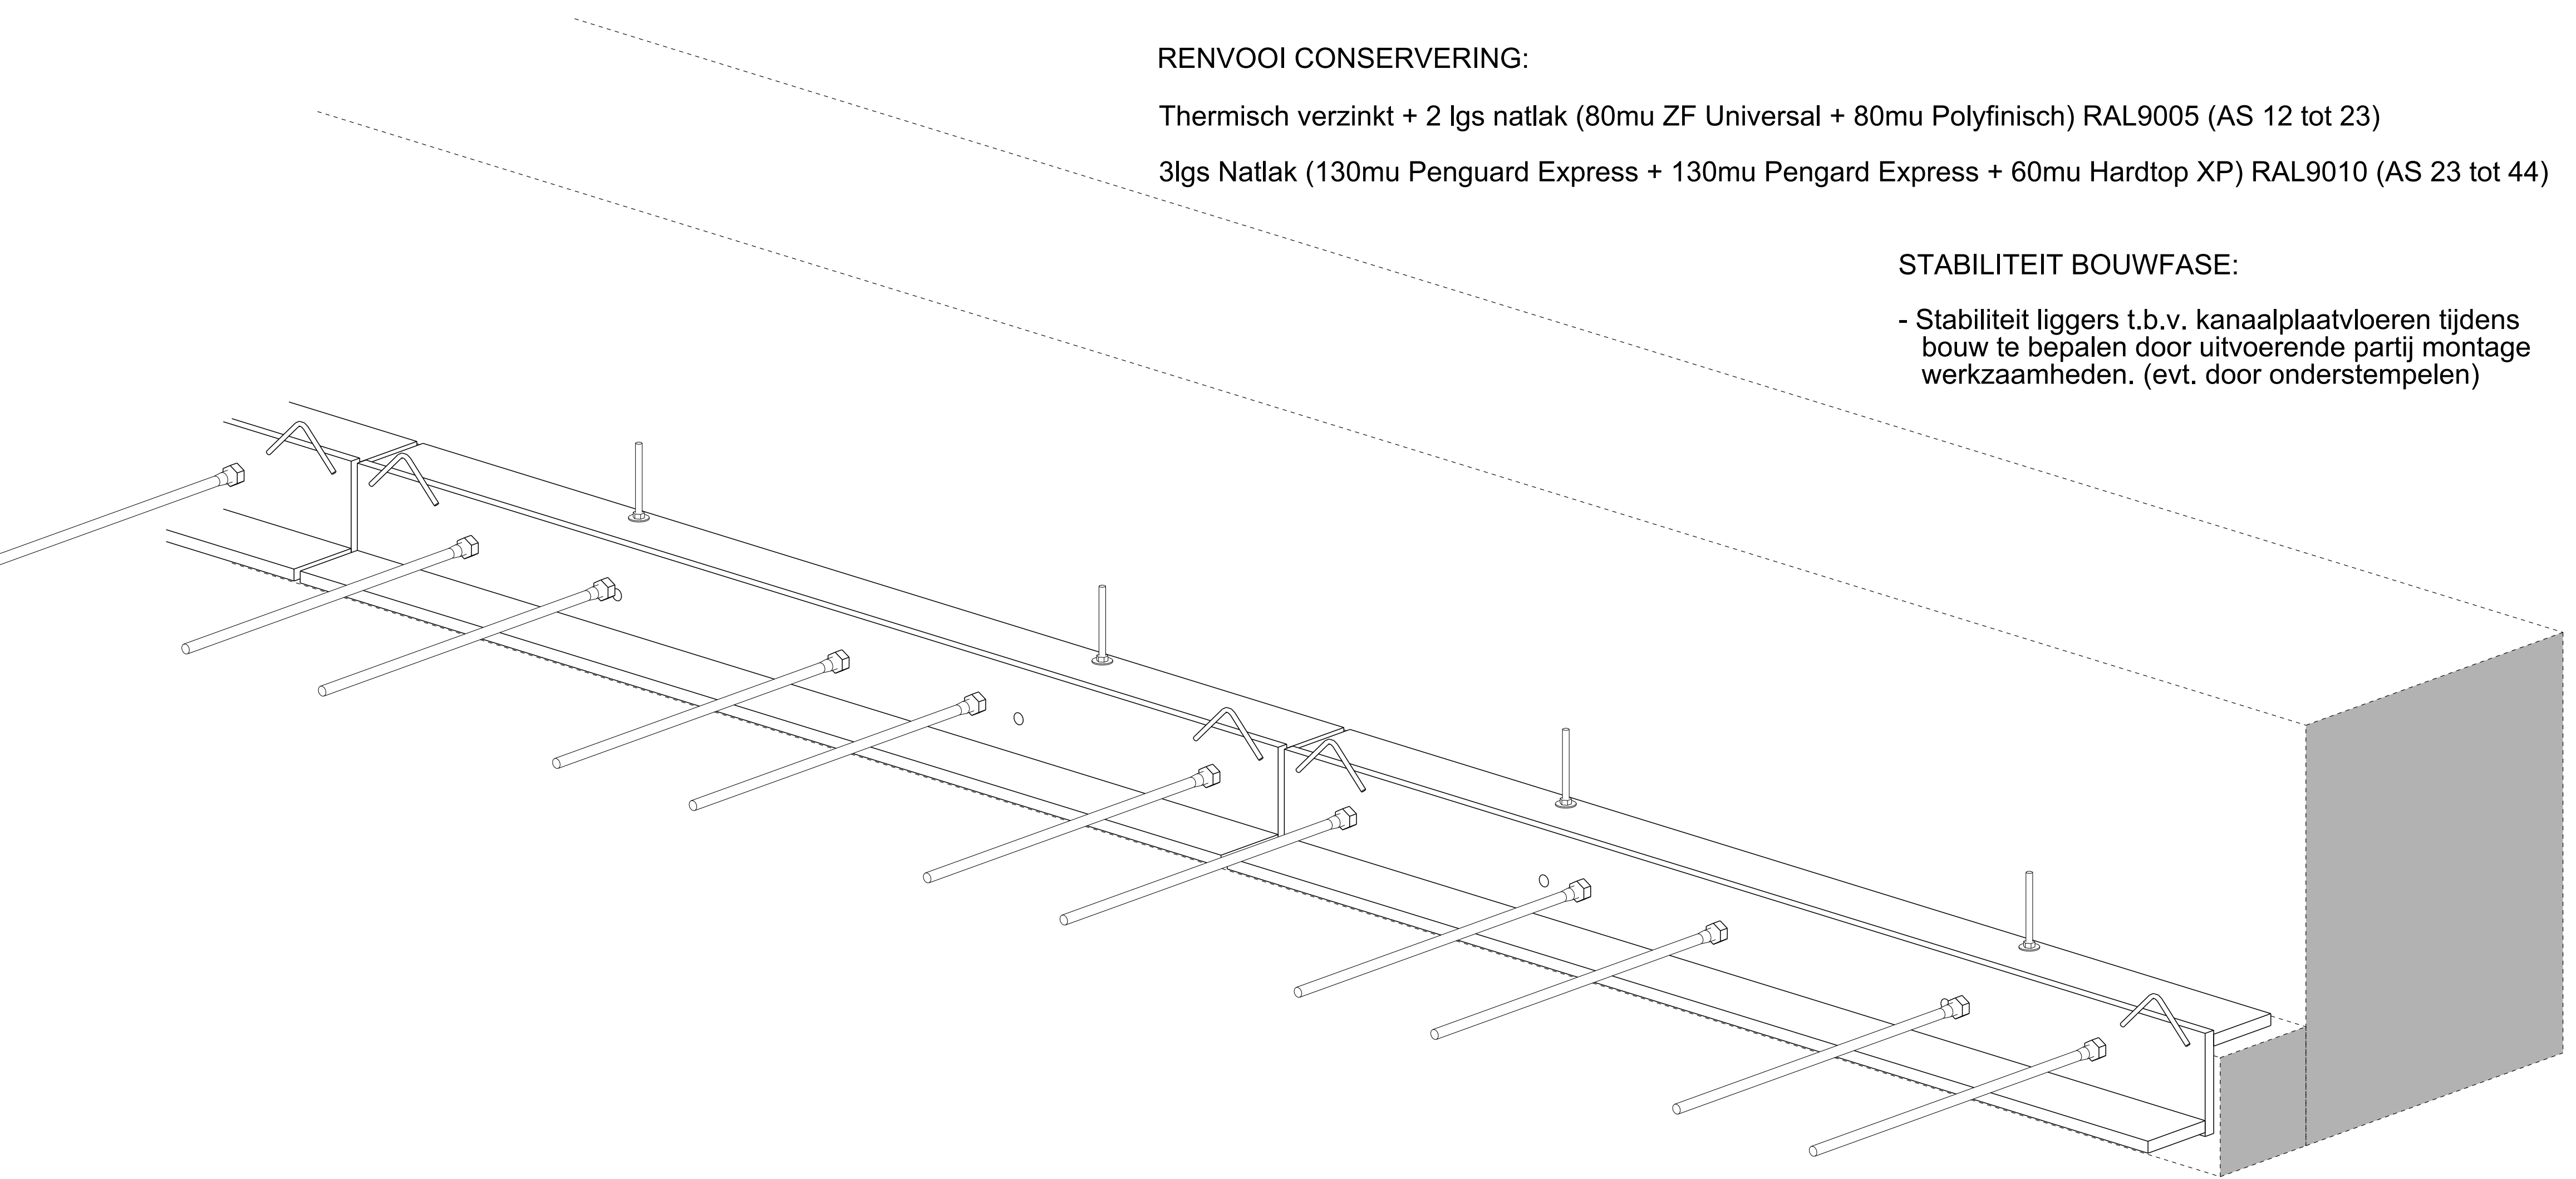 RENVOOI CONSERVERING:
Thermisch verzinkt + 2 lgs natlak (80mu ZF Universal + 80mu Polyfinisch) RAL9005 (AS 12 tot 23)
3lgs Natlak (130mu Penguard Express + 130mu Pengard Express + 60mu Hardtop XP) RAL9010 (AS 23 tot 44)
STABILITEIT BOUWFASE:
- Stabiliteit liggers t.b.v. kanaalplaatvloeren tijdens
bouw te bepalen door uitvoerende partij montage
werkzaamheden. (evt. door onderstempelen)